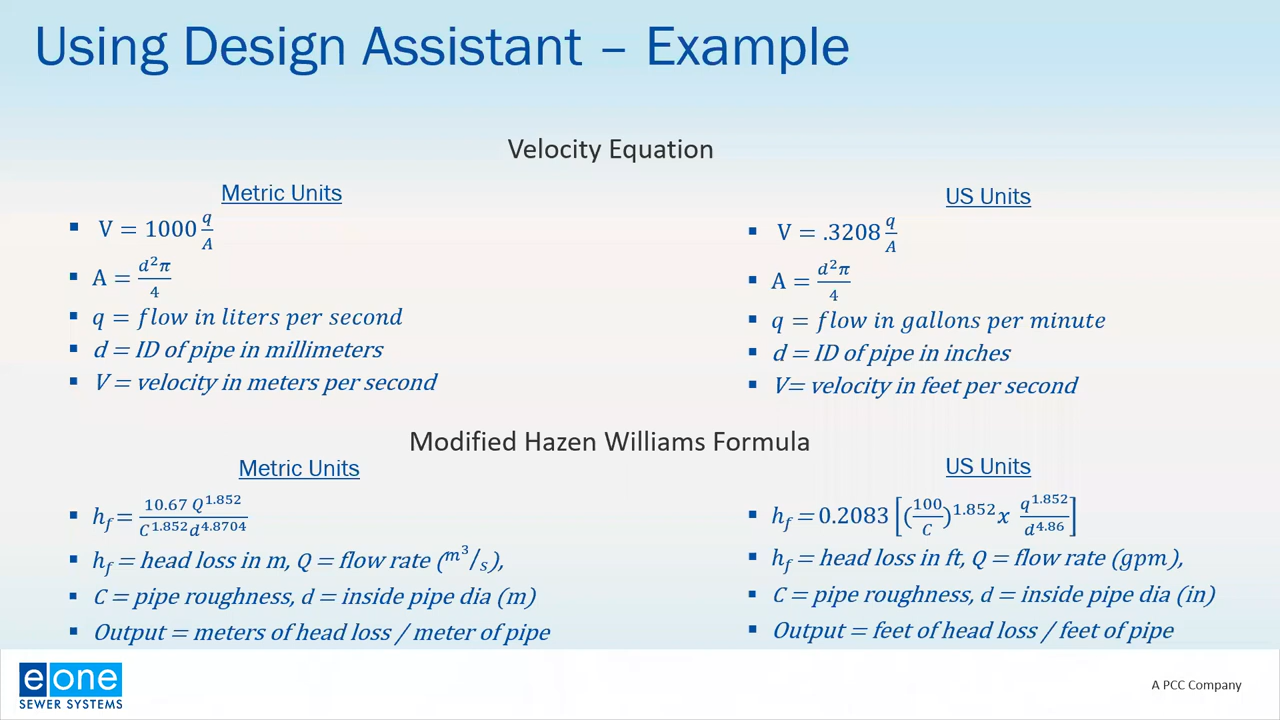 Using Design Assistant – Example
Velocity Equation
Metric Units
▪ V = 1000 q/A
▪ A = d²π/4
▪ q = flow in liters per second
▪ d = ID of pipe in millimeters
▪ V = velocity in meters per second
US Units
▪ V = .3208 q/A
▪ A = d²π/4
▪ q = flow in gallons per minute
▪ d = ID of pipe in inches
▪ V= velocity in feet per second
Modified Hazen Williams Formula
Metric Units
▪ h_f = 10.67 Q^1.852 / C^1.852 d^4.8704
▪ h_f = head loss in m, Q = flow rate (m³/s),
▪ C = pipe roughness, d = inside pipe dia (m)
▪ Output = meters of head loss / meter of pipe
US Units
▪ h_f = 0.2083 [(100/C)^1.852 x q^1.852/d^4.86]
▪ h_f = head loss in ft, Q = flow rate (gpm),
▪ C = pipe roughness, d = inside pipe dia (in)
▪ Output = feet of head loss / feet of pipe
e one
SEWER SYSTEMS
A PCC Company